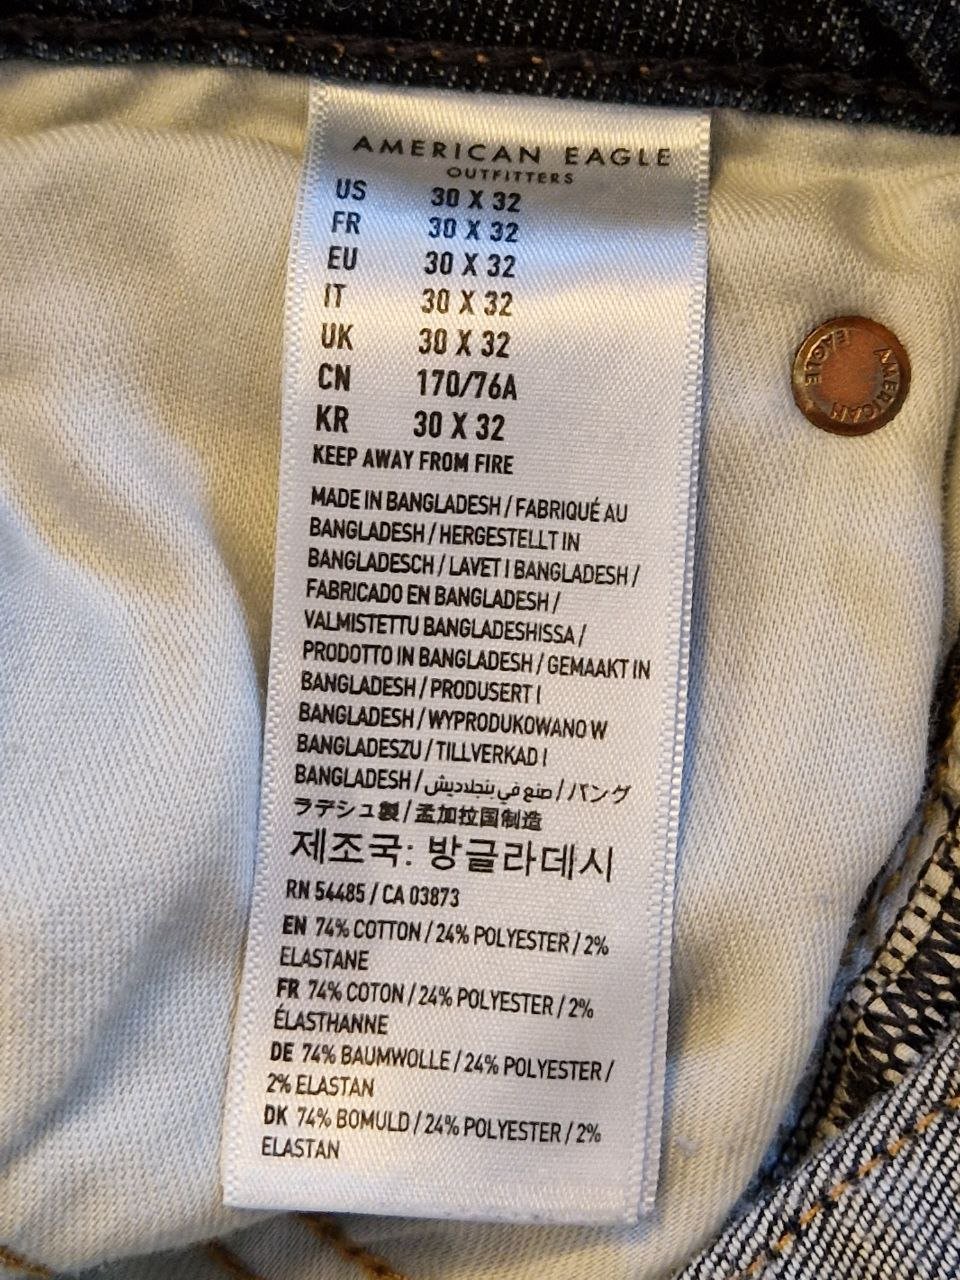 AMERICAN EAGLE
OUTFITTERS
US 30 X 32
FR 30 X 32
EU 30 X 32
IT 30 X 32
UK 30 X 32
CN 170/76A
KR 30 X 32
KEEP AWAY FROM FIRE
MADE IN BANGLADESH / FABRIQUÉ AU
BANGLADESH / HERGESTELLT IN
BANGLADESCH / LAVET I BANGLADESH /
FABRICADO EN BANGLADESH /
VALMISTETTU BANGLADESHISSA /
PRODOTTO IN BANGLADESH / GEMAAKT IN
BANGLADESH / PRODUSERT I
BANGLADESH / WYPRODUKOWANO W
BANGLADESZU / TILLVERKAD I
BANGLADESH / صنع في بنجلاديش / バング
ラデシュ製 / 孟加拉国制造
제조국: 방글라데시
RN 54485 / CA 03873
EN 74% COTTON / 24% POLYESTER / 2%
ELASTANE
FR 74% COTON / 24% POLYESTER / 2%
ÉLASTHANNE
DE 74% BAUMWOLLE / 24% POLYESTER /
2% ELASTAN
DK 74% BOMULD / 24% POLYESTER / 2%
ELASTAN
AMERICAN EAGLE